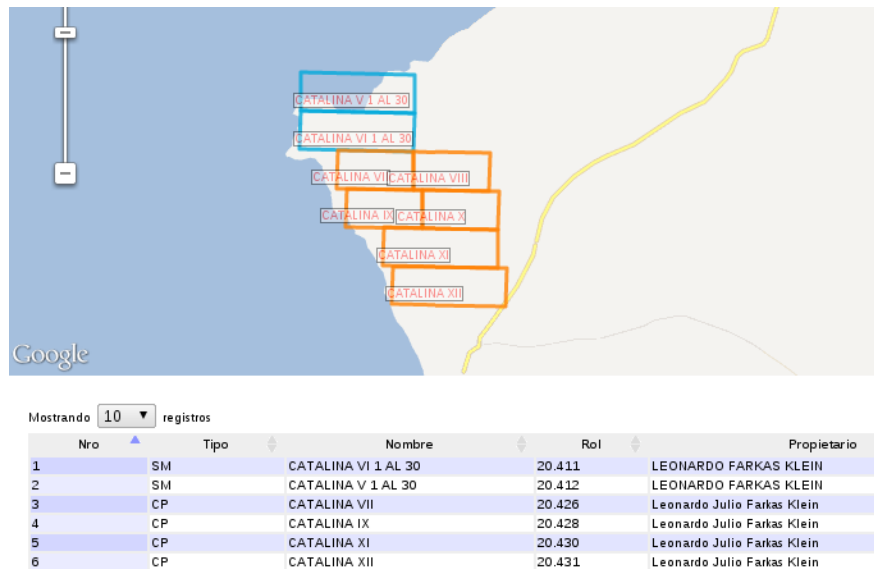 CATALINA V 1 AL 30
CATALINA VI 1 AL 30
CATALINA VI CATALINA VIII
CATALINA IX CATALINA X
CATALINA XI
CATALINA XII
Google
Mostrando 10 registros
Nro Tipo Nombre Rol Propietario
1 SM CATALINA VI 1 AL 30 20.411 LEONARDO FARKAS KLEIN
2 SM CATALINA V 1 AL 30 20.412 LEONARDO FARKAS KLEIN
3 CP CATALINA VII 20.426 Leonardo Julio Farkas Klein
4 CP CATALINA IX 20.428 Leonardo Julio Farkas Klein
5 CP CATALINA XI 20.430 Leonardo Julio Farkas Klein
6 CP CATALINA XII 20.431 Leonardo Julio Farkas Klein